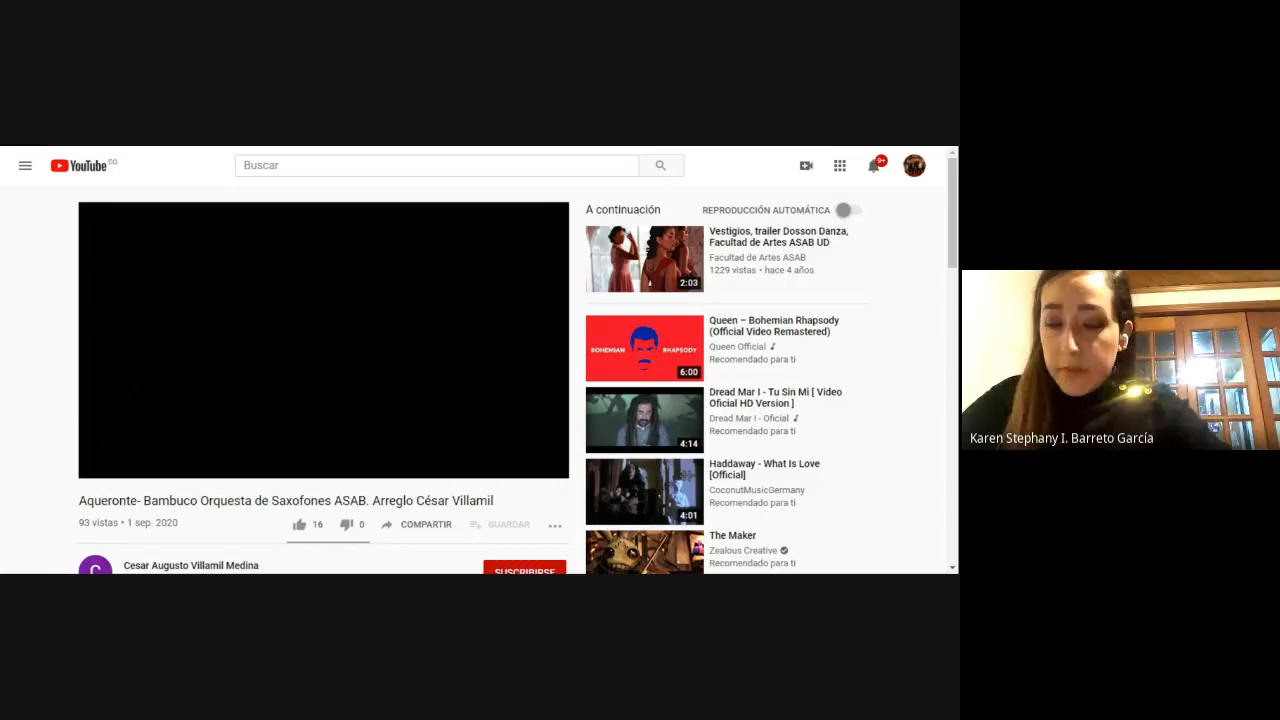 YouTube CO
Buscar
9+
A continuación
REPRODUCCIÓN AUTOMÁTICA
Vestigios, trailer Dosson Danza,
Facultad de Artes ASAB UD
Facultad de Artes ASAB
1229 vistas • hace 4 años
2:03
Queen – Bohemian Rhapsody
(Official Video Remastered)
Queen Official
Recomendado para ti
BOHEMIAN RHAPSODY
6:00
Dread Mar I - Tu Sin Mi [ Video
Oficial HD Version ]
Dread Mar I - Oficial
Recomendado para ti
4:14
Haddaway - What Is Love
[Official]
CoconutMusicGermany
Recomendado para ti
4:01
The Maker
Zealous Creative
Recomendado para ti
Aqueronte- Bambuco Orquesta de Saxofones ASAB. Arreglo César Villamil
93 vistas • 1 sep. 2020
16
0
COMPARTIR
GUARDAR
C
Cesar Augusto Villamil Medina
SUSCRIBIRSE
Karen Stephany I. Barreto García